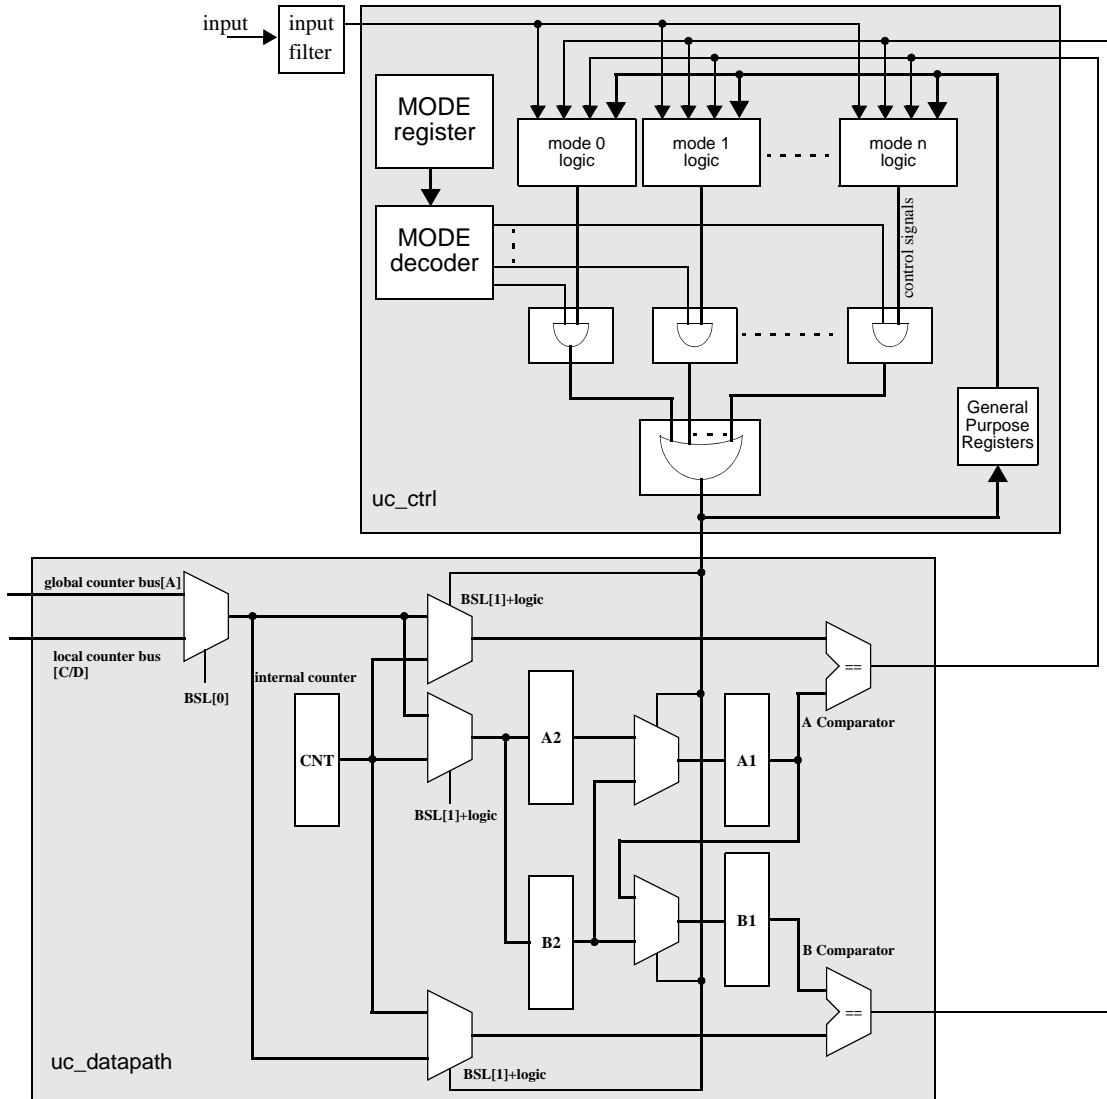 input
input
filter
MODE
register
mode 0
logic
mode 1
logic
mode n
logic
MODE
decoder
control signals
General
Purpose
Registers
uc_ctrl
global counter bus[A]
BSL[1]+logic
local counter bus
[C/D]
BSL[0]
internal counter
==
A Comparator
CNT
A2
A1
BSL[1]+logic
B2
B1
B Comparator
==
uc_datapath
BSL[1]+logic